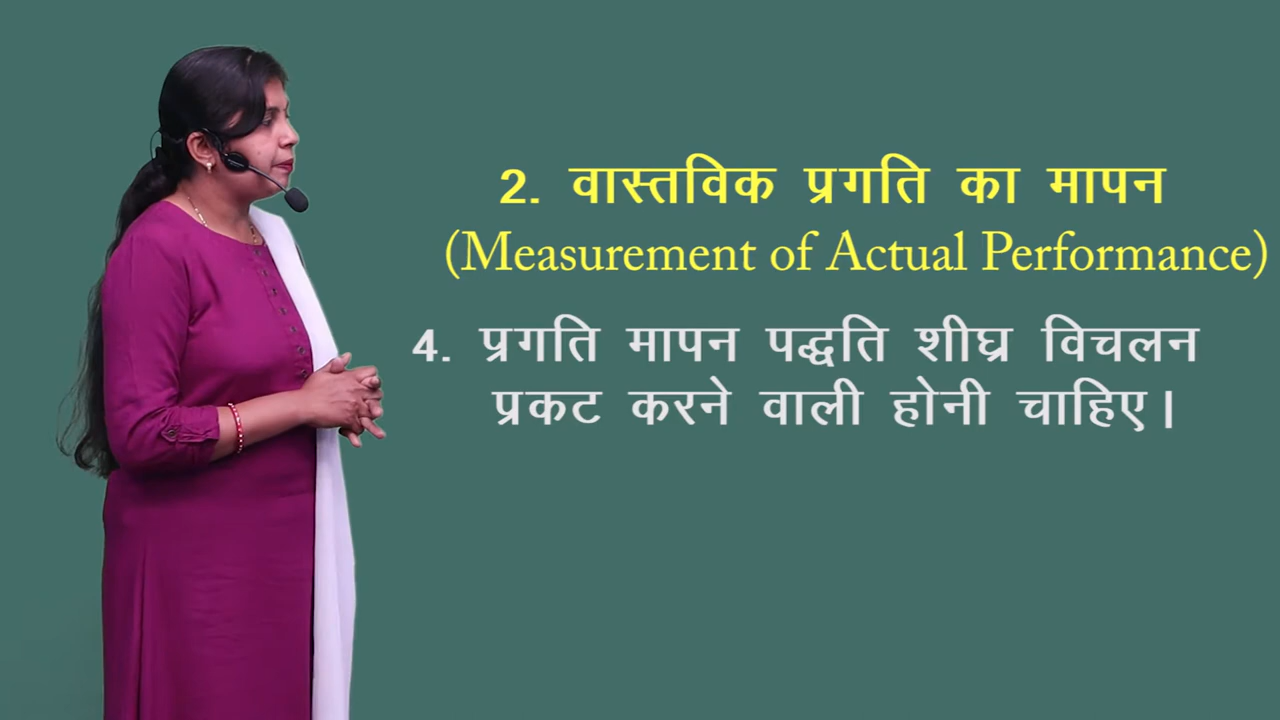 2. वास्तविक प्रगति का मापन
(Measurement of Actual Performance)
4. प्रगति मापन पद्धति शीघ्र विचलन
प्रकट करने वाली होनी चाहिए।